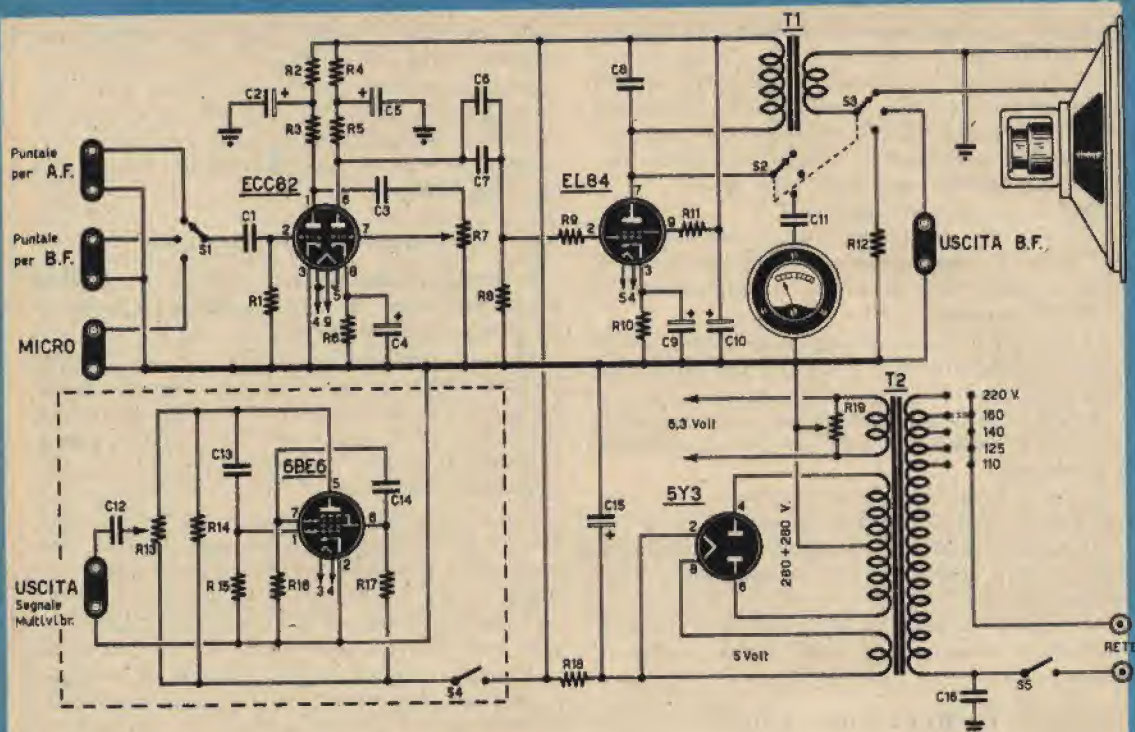 T1
R2
R4
C2
+
+
C5
R3
R5
C6
C7
C8
S3
Puntale
per A.F.
ECC82
EL84
S2
1
6
C3
7
C1
2
7
R7
R9
2
9
R11
C11
S1
3
8
R12
USCITA B.F.
Puntale
per B.F.
R1
4 9
5
R6
+
C4
R8
3
5 4
R10
+
C9
+
C10
MICRO
T2
6,3 Volt
R19
220 V.
160
140
125
110
C13
6BE6
5
C14
C12
R13
R14
7
1
6
C15
+
5Y3
4
2
8
6
280 + 280 V.
USCITA
Segnale
Multivibr.
R15
R16
3 4
2
R17
S4
R18
5 Volt
C16
S5
RETE